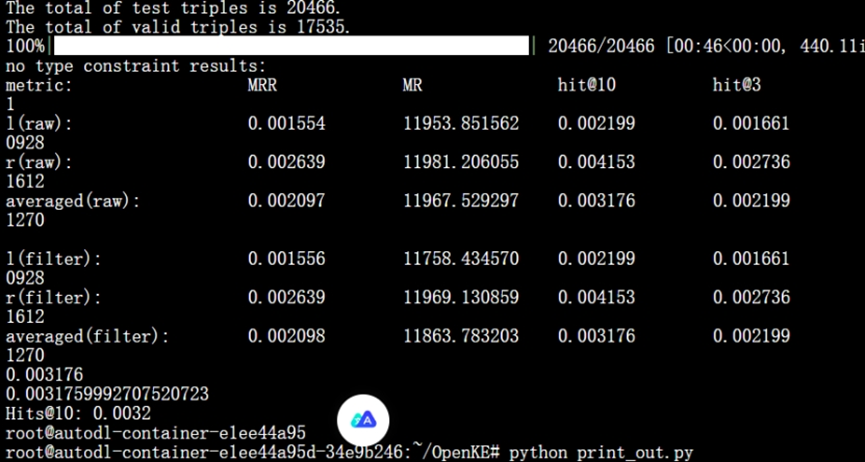 The total of test triples is 20466.
The total of valid triples is 17535.
100%| | 20466/20466 [00:46<00:00, 440.11i
no type constraint results:
metric: MRR MR hit@10 hit@3
1
l(raw): 0.001554 11953.851562 0.002199 0.001661
0928
r(raw): 0.002639 11981.206055 0.004153 0.002736
1612
averaged(raw): 0.002097 11967.529297 0.003176 0.002199
1270
l(filter): 0.001556 11758.434570 0.002199 0.001661
0928
r(filter): 0.002639 11969.130859 0.004153 0.002736
1612
averaged(filter): 0.002098 11863.783203 0.003176 0.002199
1270
0.003176
0.0031759992707520723
Hits@10: 0.0032
root@autodl-container-e1ee44a95
root@autodl-container-e1ee44a95d-34e9b246:~/OpenKE# python print_out.py